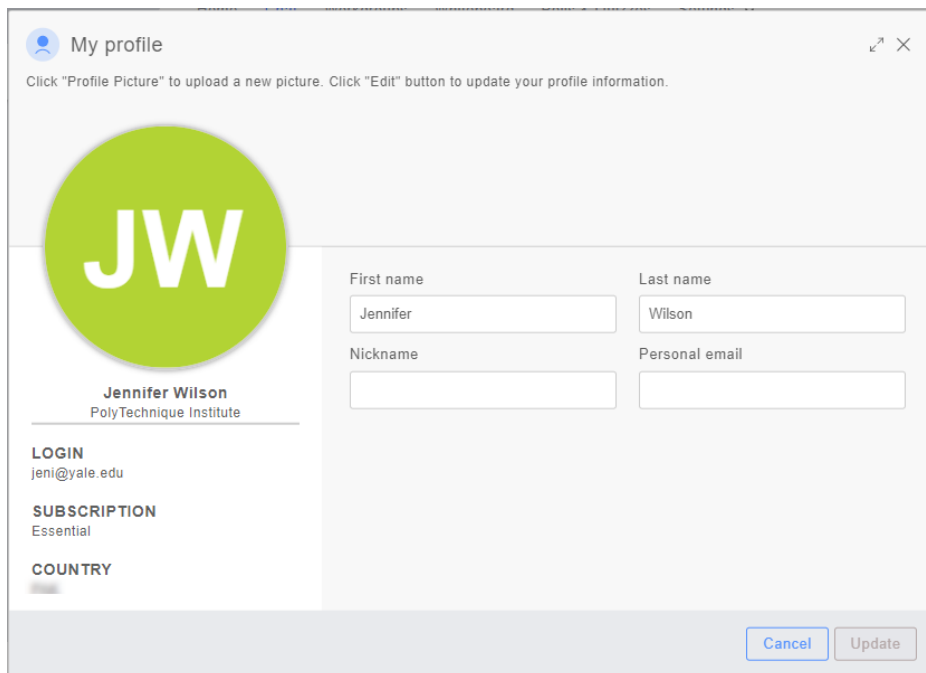 My profile
Click "Profile Picture" to upload a new picture. Click "Edit" button to update your profile information.
JW
Jennifer Wilson
PolyTechnique Institute
LOGIN
jeni@yale.edu
SUBSCRIPTION
Essential
COUNTRY
First name
Last name
Jennifer
Wilson
Nickname
Personal email
Cancel
Update